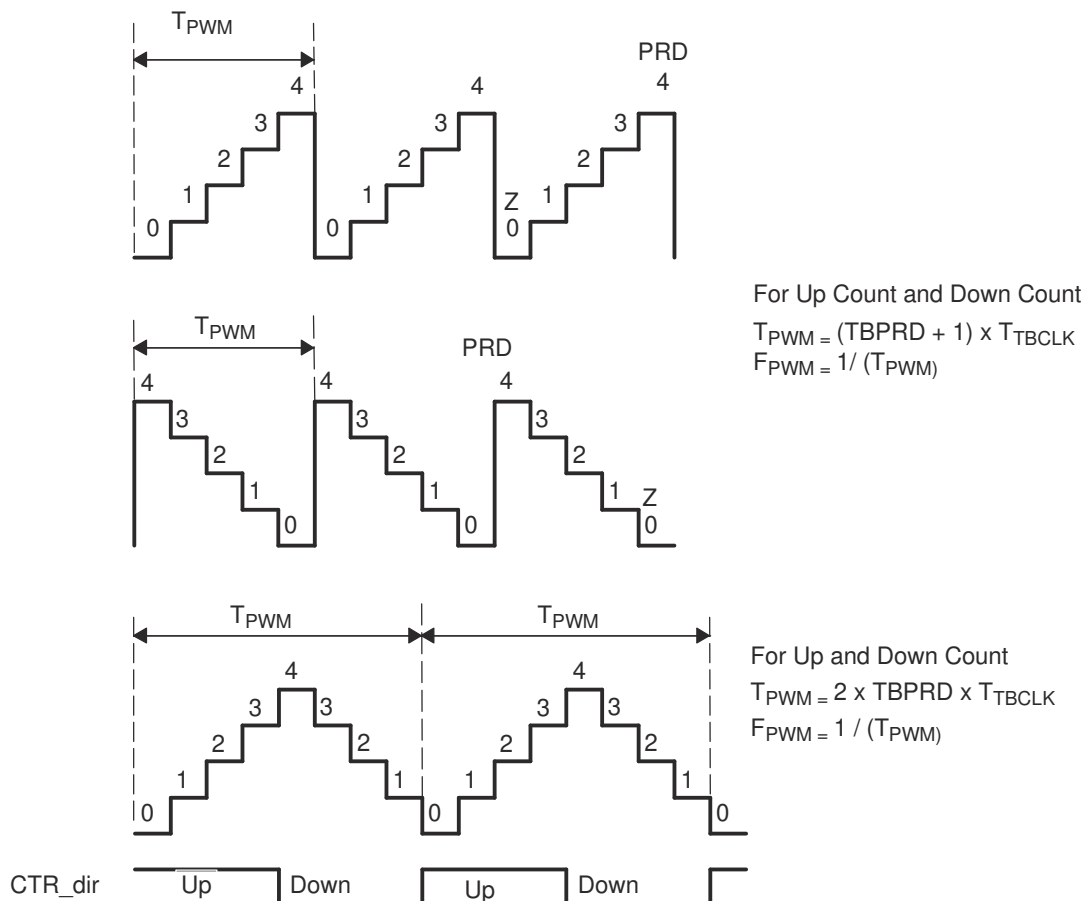 TPWM
PRD
4 4 4
3 3 3
2 2 2
1 1 Z 1
0 0 0
For Up Count and Down Count
TPWM = (TBPRD + 1) x TTBCLK
FPWM = 1/ (TPWM)
TPWM
PRD
4 4 4
3 3 3
2 2 2
1 1 1 Z
0 0 0
TPWM TPWM
For Up and Down Count
TPWM = 2 x TBPRD x TTBCLK
FPWM = 1 / (TPWM)
4 4
3 3 3 3
2 2 2 2
1 1 1 1
0 0 0
CTR_dir Up Down Up Down